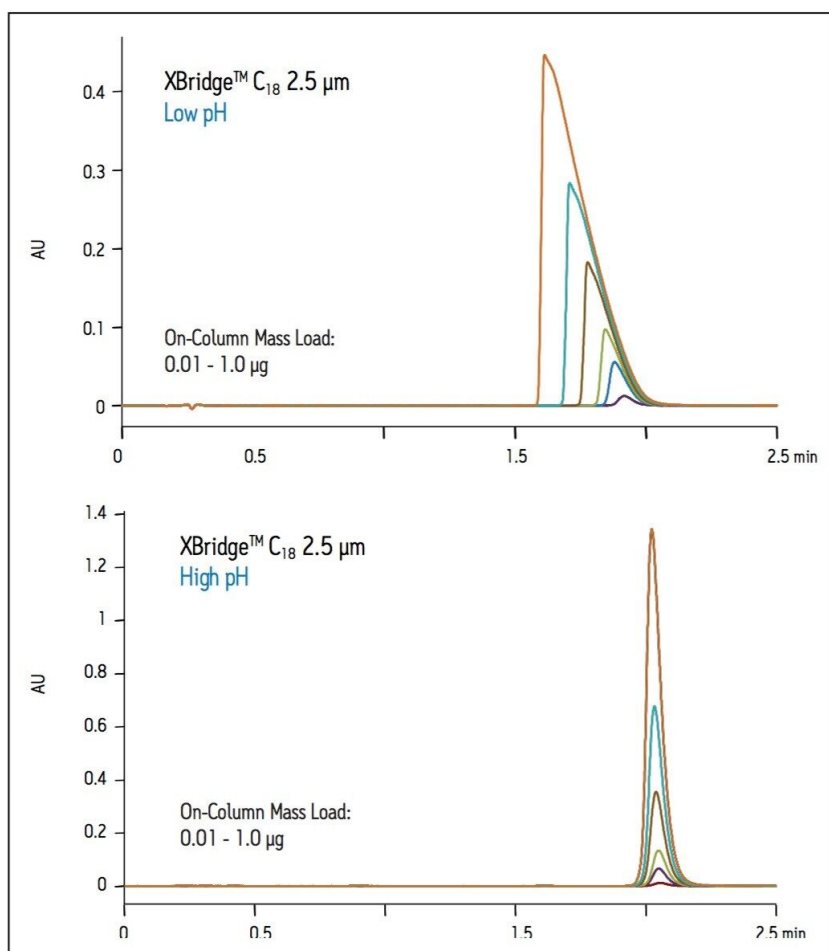 XBridge™ C18 2.5 µm
Low pH
0.4
0.3
0.2
0.1
0
AU
On-Column Mass Load:
0.01 - 1.0 µg
0 0.5 1.5 2.5 min
1.4
1.2
1
0.8
0.6
0.4
0.2
0
AU
XBridge™ C18 2.5 µm
High pH
On-Column Mass Load:
0.01 - 1.0 µg
0 0.5 1.5 2.5 min